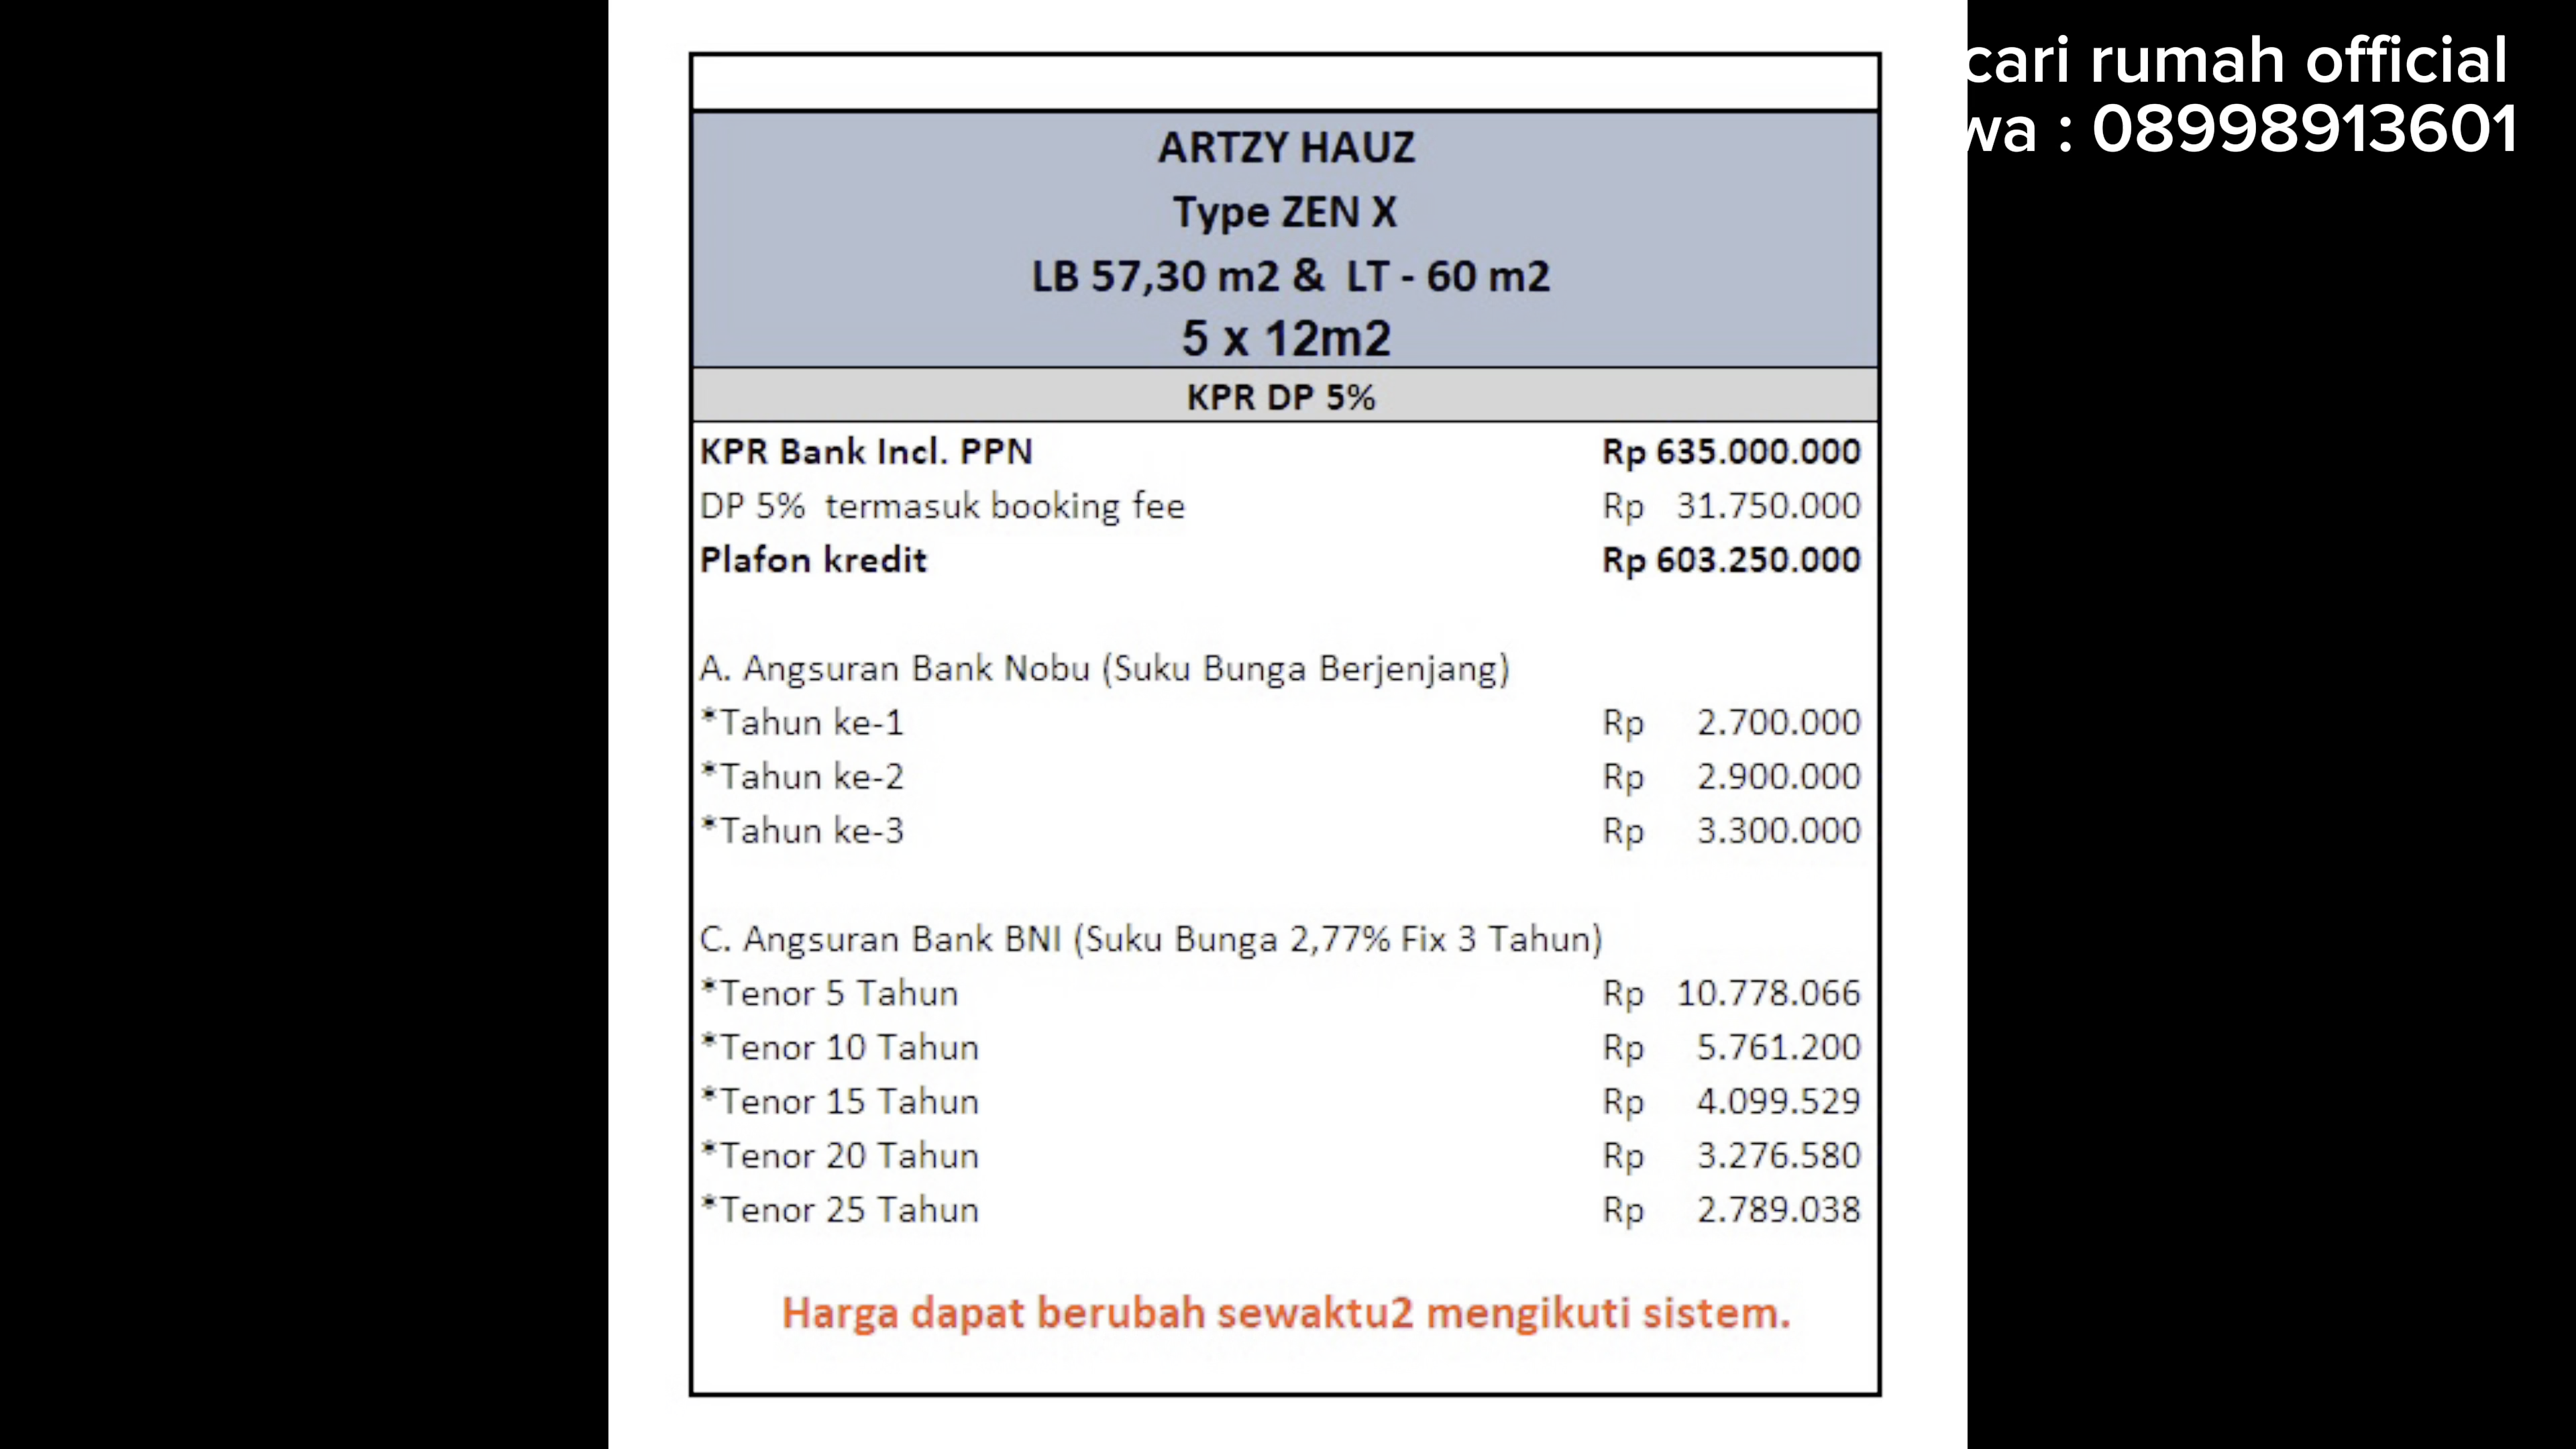 cari rumah official
wa : 08998913601
ARTZY HAUZ
Type ZEN X
LB 57,30 m2 & LT - 60 m2
5 x 12m2
KPR DP 5%
KPR Bank Incl. PPN Rp 635.000.000
DP 5% termasuk booking fee Rp 31.750.000
Plafon kredit Rp 603.250.000
A. Angsuran Bank Nobu (Suku Bunga Berjenjang)
*Tahun ke-1 Rp 2.700.000
*Tahun ke-2 Rp 2.900.000
*Tahun ke-3 Rp 3.300.000
C. Angsuran Bank BNI (Suku Bunga 2,77% Fix 3 Tahun)
*Tenor 5 Tahun Rp 10.778.066
*Tenor 10 Tahun Rp 5.761.200
*Tenor 15 Tahun Rp 4.099.529
*Tenor 20 Tahun Rp 3.276.580
*Tenor 25 Tahun Rp 2.789.038
Harga dapat berubah sewaktu2 mengikuti sistem.